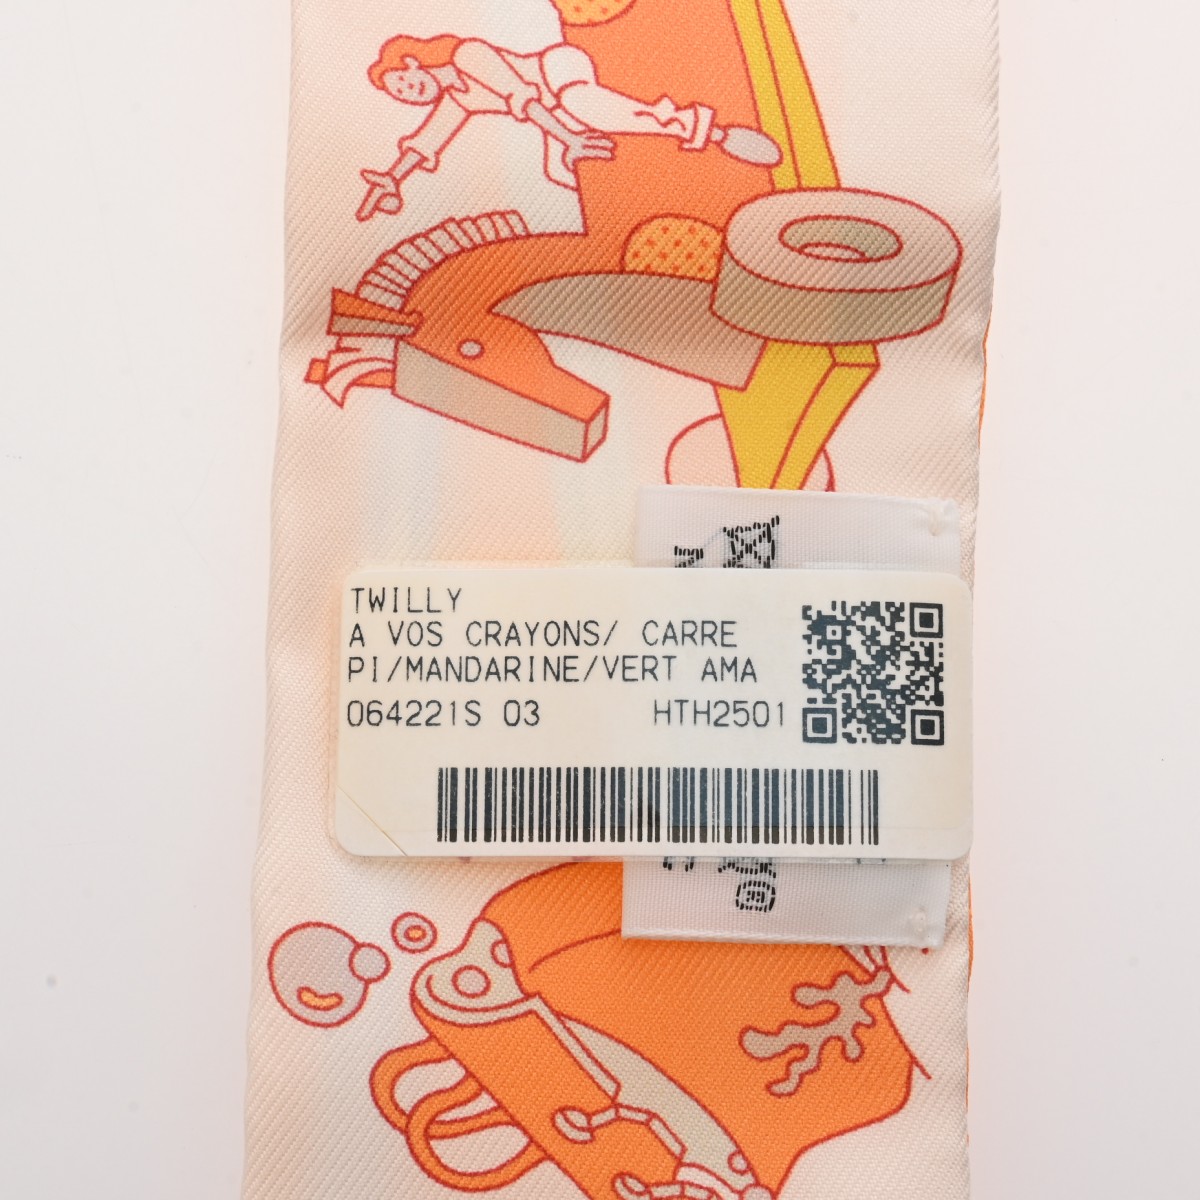 TWILLY
A VOS CRAYONS/ CARRE
PI/MANDARINE/VERT AMA
064221S 03 HTH2501